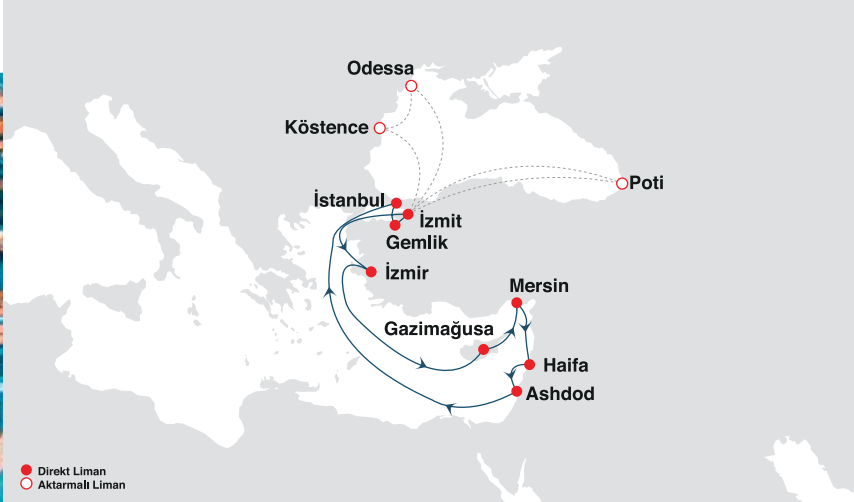 Odessa
Köstence
Poti
İstanbul
İzmit
Gemlik
İzmir
Mersin
Gazimağusa
Haifa
Ashdod
Direkt Liman
Aktarmalı Liman